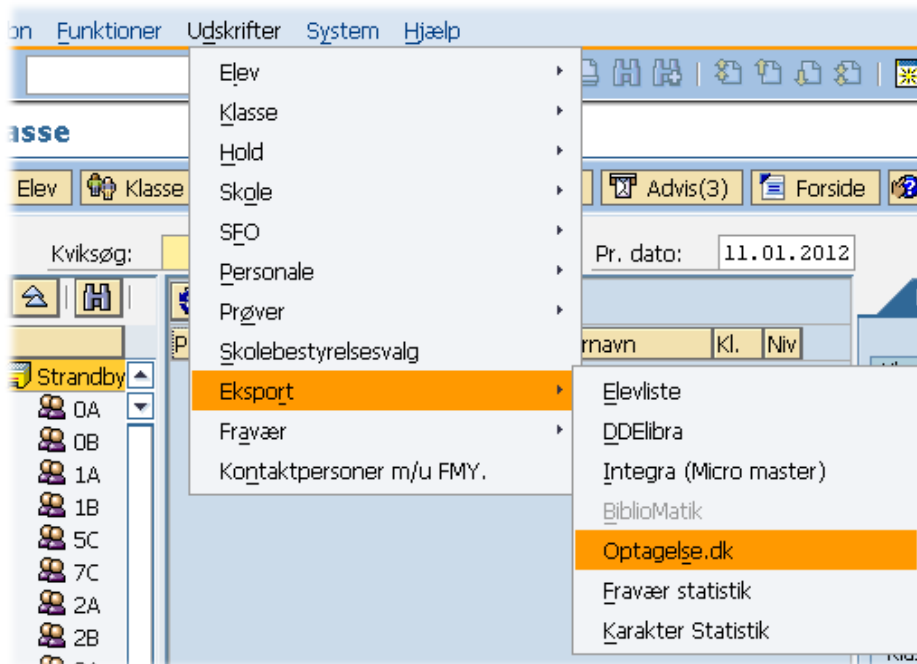 on Funktioner Udskrifter System Hjælp
Elev
Klasse
Hold
Skole
SFO
Personale
Prøver
Skolebestyrelsesvalg
Eksport
Fravær
Kontaktpersoner m/u FMY.
Elevliste
DDElibra
Integra (Micro master)
BiblioMatik
Optagelse.dk
Fravær statistik
Karakter Statistik
asse
Elev Klasse Advis(3) Forside
Kviksøg: Pr. dato: 11.01.2012
P rnavn Kl. Niv
Strandby
0A
0B
1A
1B
5C
7C
2A
2B